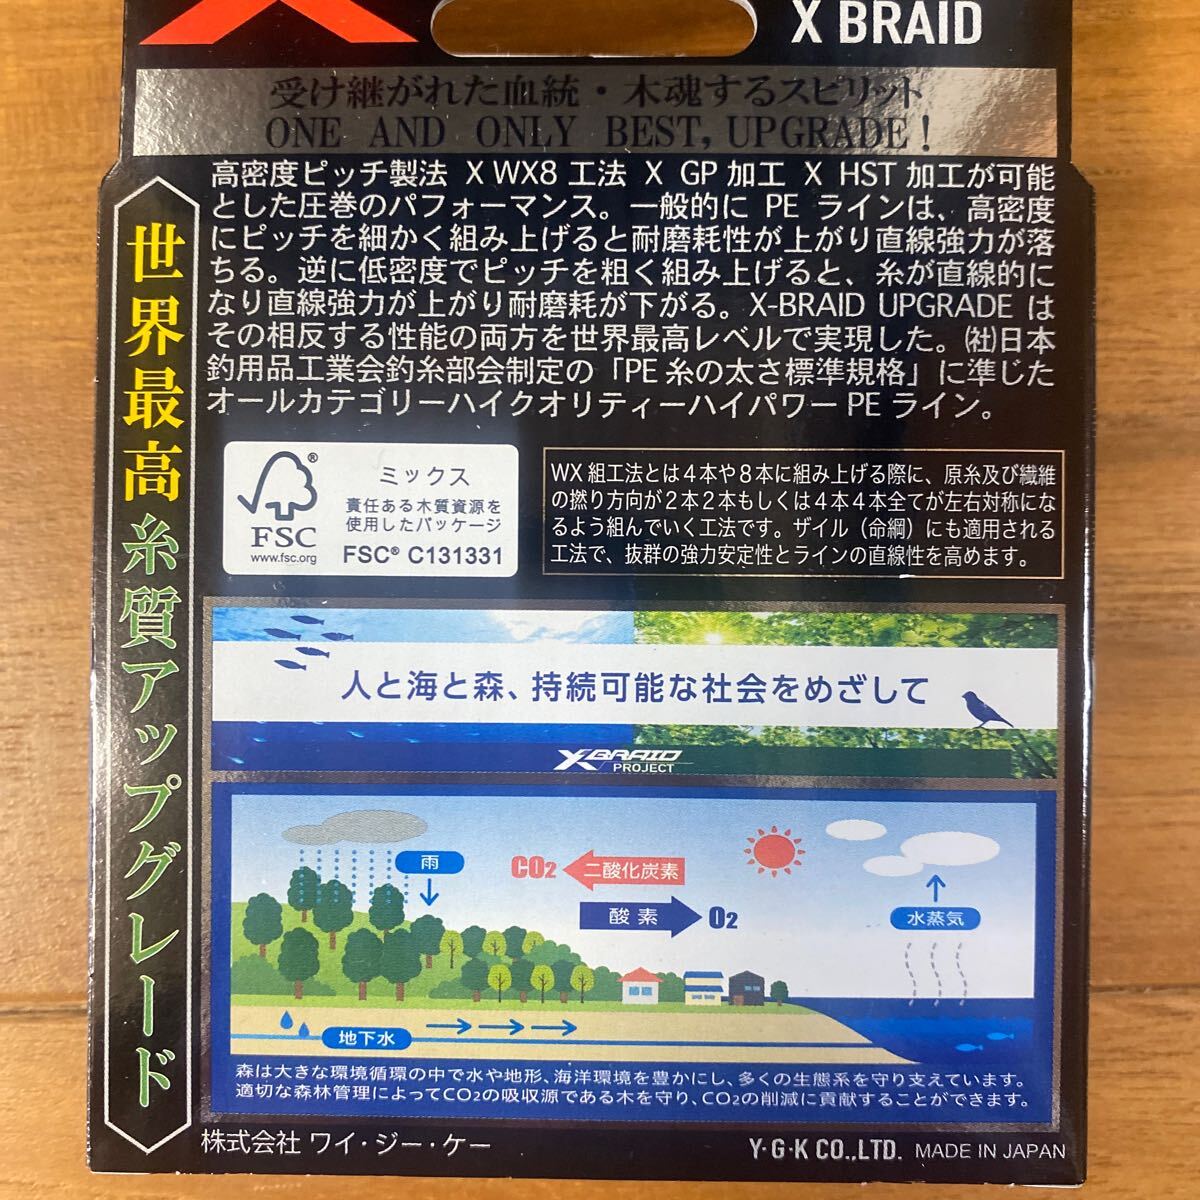 X BRAID
受け継がれた血統・木魂するスピリット
ONE AND ONLY BEST, UPGRADE!
高密度ピッチ製法 X WX8 工法 X GP 加工 X HST 加工が可能
とした圧巻のパフォーマンス。一般的に PE ラインは、高密度
にピッチを細かく組み上げると耐磨耗性が上がり直線強力が落
ちる。逆に低密度でピッチを粗く組み上げると、糸が直線的に
なり直線強力が上がり耐磨耗が下がる。X-BRAID UPGRADE は
その相反する性能の両方を世界最高レベルで実現した。㈳日本
釣用品工業会釣糸部会制定の「PE 糸の太さ標準規格」に準じた
オールカテゴリーハイクオリティーハイパワー PE ライン。
世界最高糸質アップグレード
FSC
www.fsc.org
ミックス
責任ある木質資源を
使用したパッケージ
FSC® C131331
WX 組工法とは４本や８本に組み上げる際に、原糸及び繊維
の撚り方向が２本２本もしくは４本４本全てが左右対称にな
るよう組んでいく工法です。ザイル（命綱）にも適用される
工法で、抜群の強力安定性とラインの直線性を高めます。
人と海と森、持続可能な社会をめざして
X BRAID
PROJECT
雨
CO2
二酸化炭素
酸素
O2
水蒸気
地下水
森は大きな環境循環の中で水や地形、海洋環境を豊かにし、多くの生態系を守り支えています。
適切な森林管理によってCO2の吸収源である木を守り、CO2の削減に貢献することができます。
株式会社 ワイ・ジー・ケー
Y・G・K CO.,LTD. MADE IN JAPAN